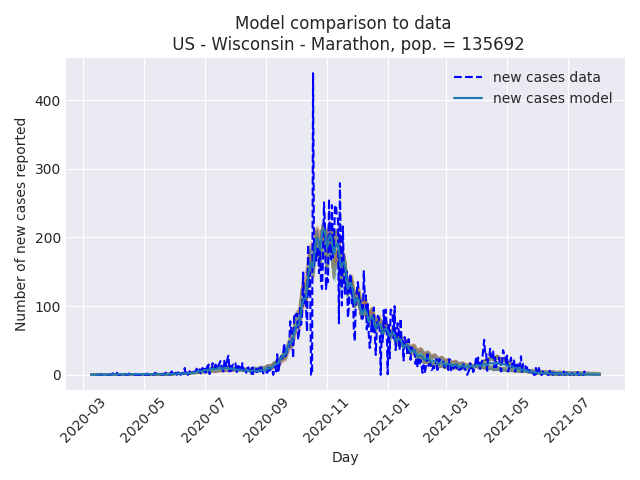 Model comparison to data
US - Wisconsin - Marathon, pop. = 135692
new cases data
new cases model
Number of new cases reported
400
300
200
100
0
2020-03
2020-05
2020-07
2020-09
2020-11
2021-01
2021-03
2021-05
2021-07
Day